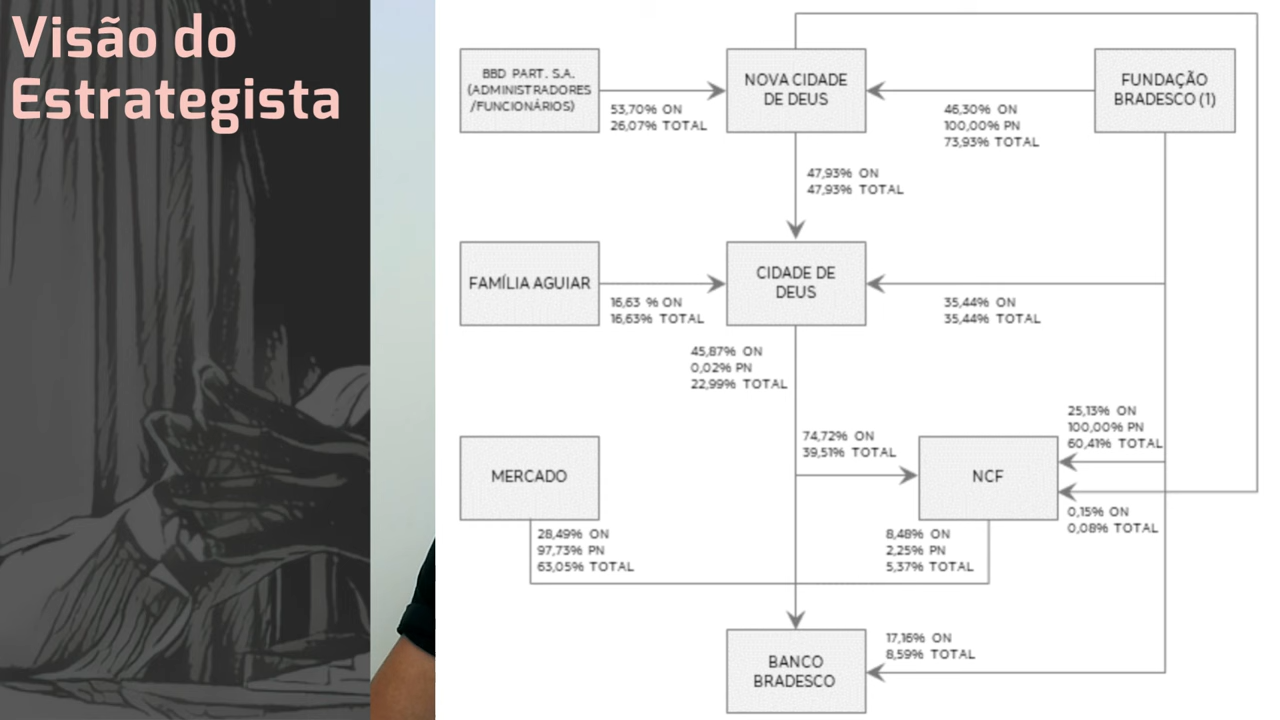 Visão do
Estrategista
BBD PART. S.A.
(ADMINISTRADORES
/FUNCIONÁRIOS)
53,70% ON
26,07% TOTAL
NOVA CIDADE
DE DEUS
46,30% ON
100,00% PN
73,93% TOTAL
FUNDAÇÃO
BRADESCO (1)
47,93% ON
47,93% TOTAL
FAMÍLIA AGUIAR
16,63 % ON
16,63% TOTAL
CIDADE DE
DEUS
35,44% ON
35,44% TOTAL
45,87% ON
0,02% PN
22,99% TOTAL
74,72% ON
39,51% TOTAL
25,13% ON
100,00% PN
60,41% TOTAL
MERCADO
NCF
0,15% ON
0,08% TOTAL
28,49% ON
97,73% PN
63,05% TOTAL
8,48% ON
2,25% PN
5,37% TOTAL
BANCO
BRADESCO
17,16% ON
8,59% TOTAL